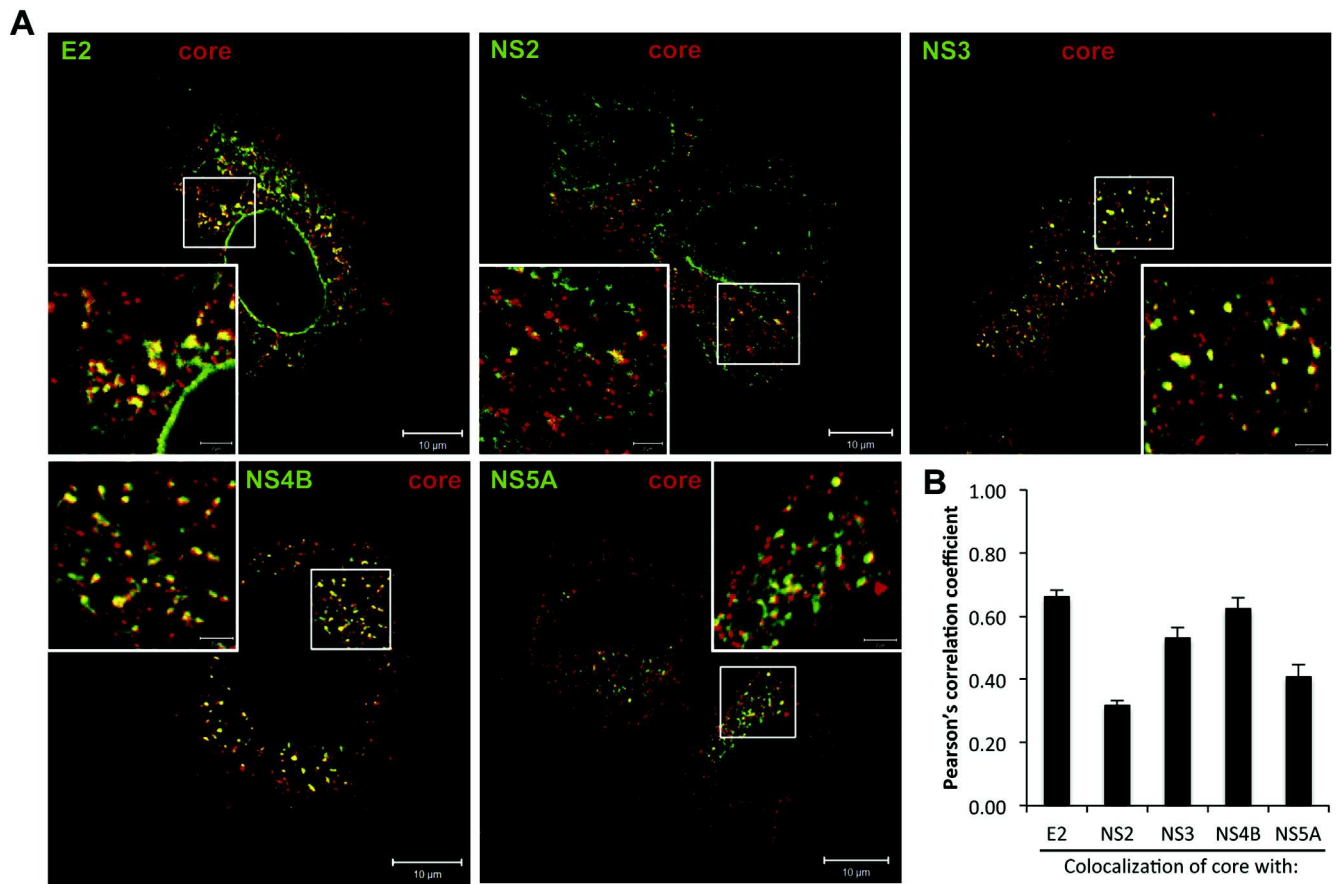 A
E2 core
NS2 core
NS3 core
10 µm
10 µm
NS4B core
NS5A core
10 µm
10 µm
B
Pearson's correlation coefficient
1.00
0.80
0.60
0.40
0.20
0.00
E2 NS2 NS3 NS4B NS5A
Colocalization of core with: